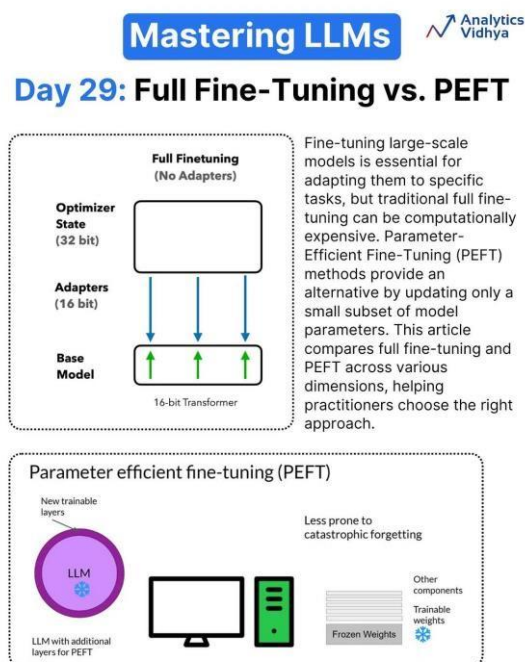 Analytics
Vidhya
Mastering LLMs
Day 29: Full Fine-Tuning vs. PEFT
Full Finetuning
(No Adapters)
Optimizer
State
(32 bit)
Adapters
(16 bit)
Base
Model
16-bit Transformer
Fine-tuning large-scale
models is essential for
adapting them to specific
tasks, but traditional full fine-
tuning can be computationally
expensive. Parameter-
Efficient Fine-Tuning (PEFT)
methods provide an
alternative by updating only a
small subset of model
parameters. This article
compares full fine-tuning and
PEFT across various
dimensions, helping
practitioners choose the right
approach.
Parameter efficient fine-tuning (PEFT)
New trainable
layers
LLM
LLM with additional
layers for PEFT
Less prone to
catastrophic forgetting
Other
components
Trainable
weights
Frozen Weights